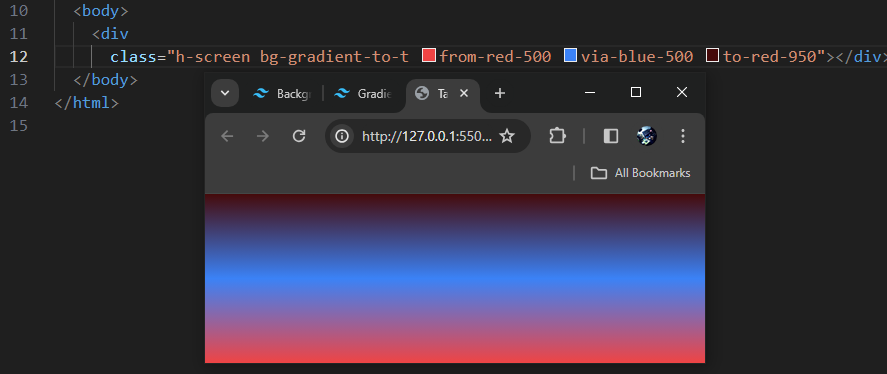 10 <body>
11 <div
12 class="h-screen bg-gradient-to-t from-red-500 via-blue-500 to-red-950"></div>
13 </body>
14 </html>
15
Backg Gradie Ta
http://127.0.0.1:550...
All Bookmarks